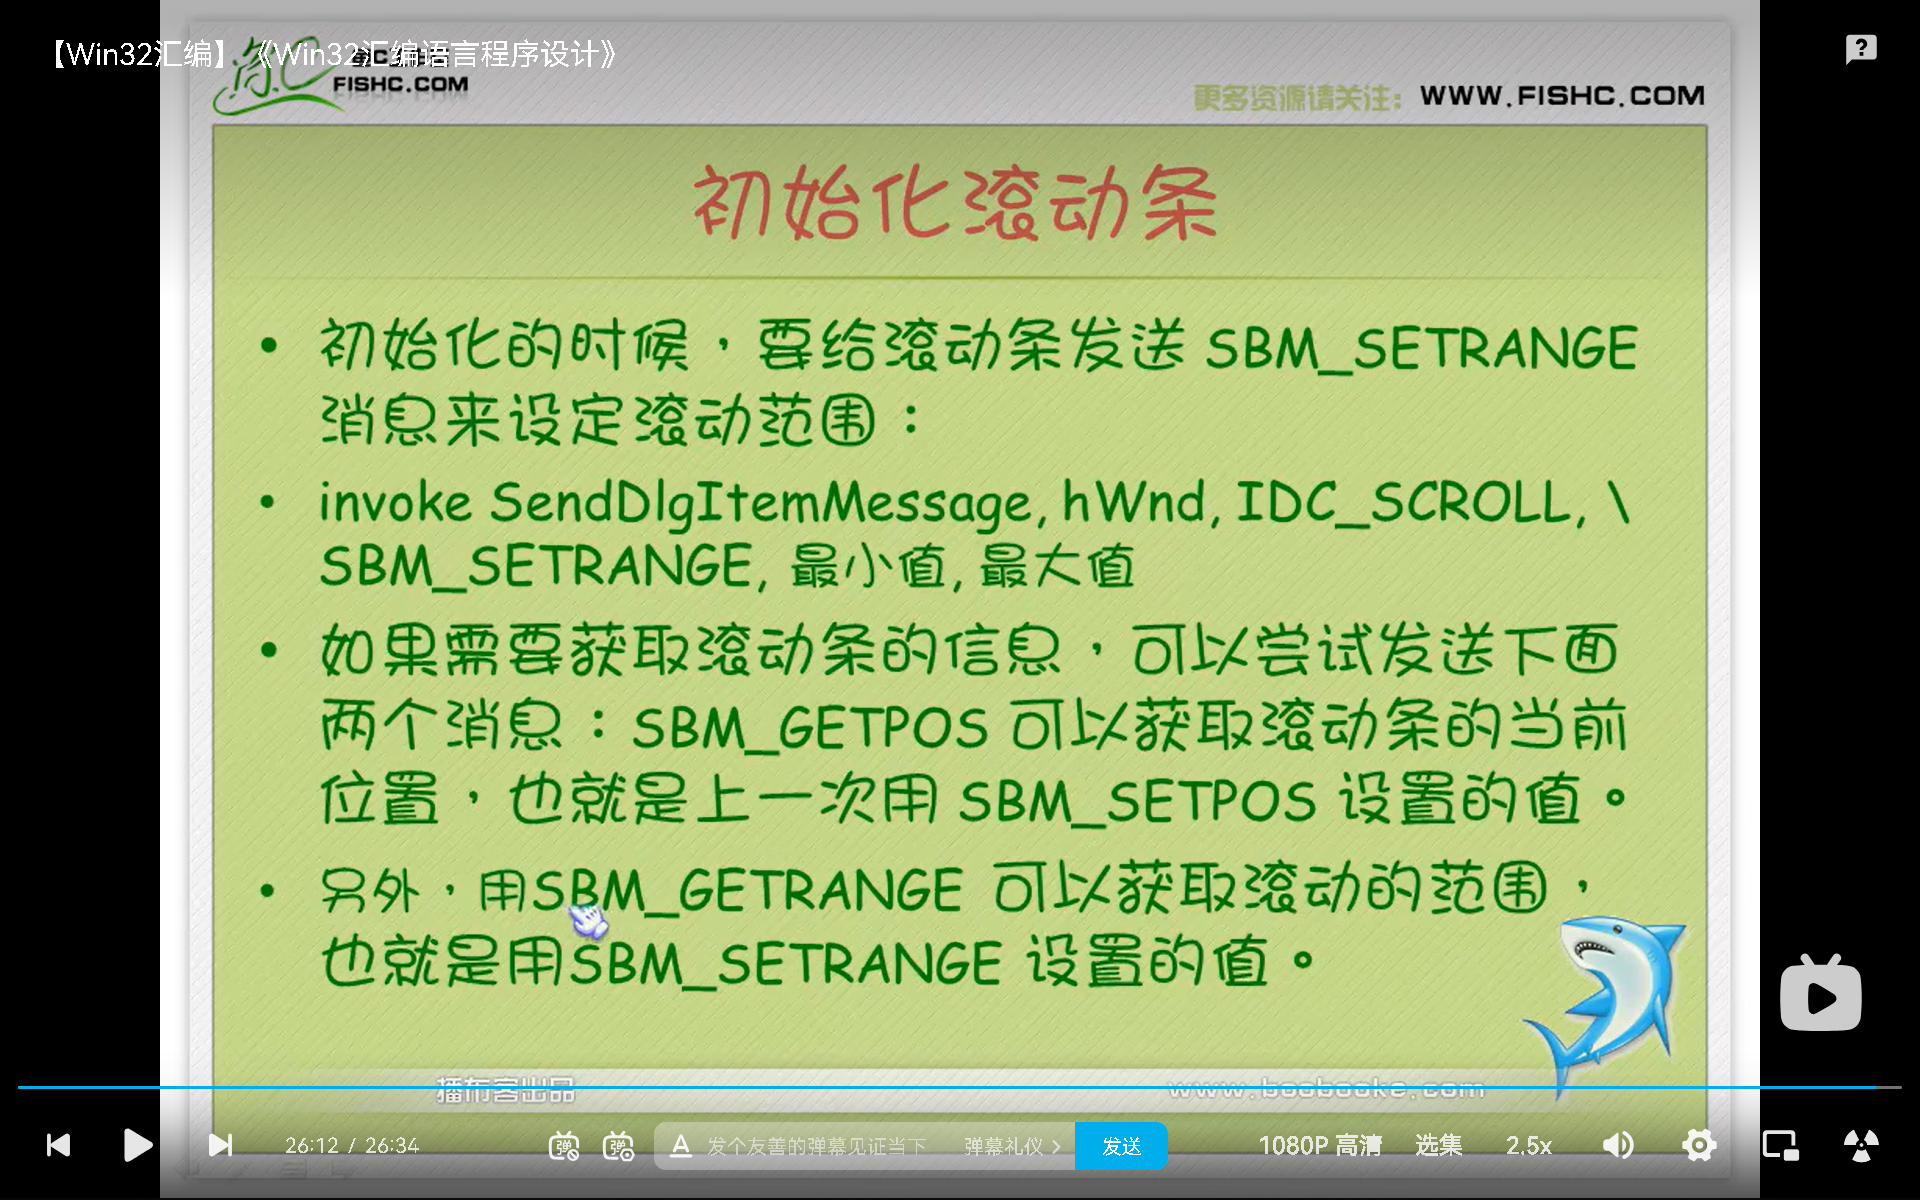 【Win32汇编】《Win32汇编语言程序设计》
FISHC.COM
更多资源请关注：WWW.FISHC.COM
初始化滚动条
• 初始化的时候，要给滚动条发送 SBM_SETRANGE
消息来设定滚动范围：
• invoke SendDlgItemMessage, hWnd, IDC_SCROLL, \
SBM_SETRANGE, 最小值, 最大值
• 如果需要获取滚动条的信息，可以尝试发送下面
两个消息：SBM_GETPOS 可以获取滚动条的当前
位置，也就是上一次用 SBM_SETPOS 设置的值。
• 另外，用SBM_GETRANGE 可以获取滚动的范围，
也就是用SBM_SETRANGE 设置的值。
播布客出品 www.boobooke.com
26:12 / 26:34 弹 弹 A 发个友善的弹幕见证当下 弹幕礼仪 > 发送 1080P 高清 选集 2.5x